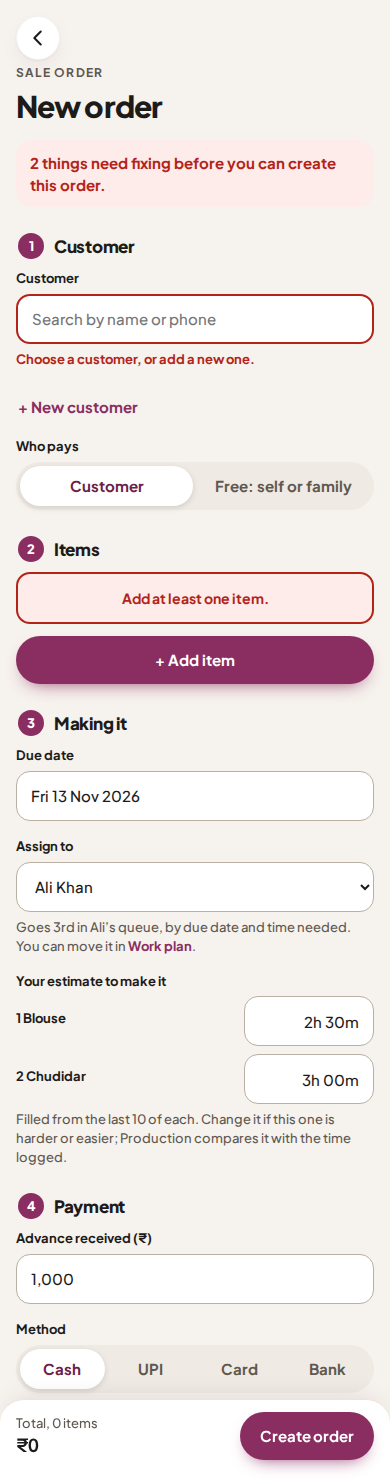 SALE ORDER
New order
2 things need fixing before you can create
this order.
1 Customer
Customer
Search by name or phone
Choose a customer, or add a new one.
+ New customer
Who pays
Customer Free: self or family
2 Items
Add at least one item.
+ Add item
3 Making it
Due date
Fri 13 Nov 2026
Assign to
Ali Khan
Goes 3rd in Ali's queue, by due date and time needed.
You can move it in Work plan.
Your estimate to make it
1 Blouse 2h 30m
2 Chudidar 3h 00m
Filled from the last 10 of each. Change it if this one is
harder or easier; Production compares it with the time
logged.
4 Payment
Advance received (₹)
1,000
Method
Cash UPI Card Bank
Total, 0 items
₹0
Create order